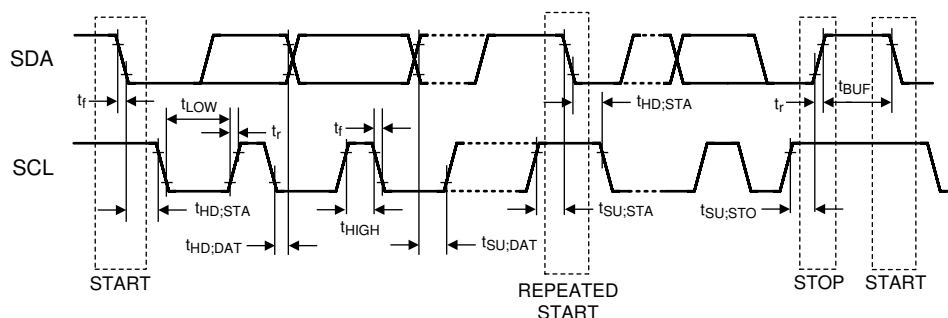 SDA
t_f
t_LOW
t_r
t_f
t_HD;STA
t_r
t_BUF
SCL
t_HD;STA
t_HD;DAT
t_HIGH
t_SU;DAT
t_SU;STA
t_SU;STO
START
REPEATED
START
STOP
START